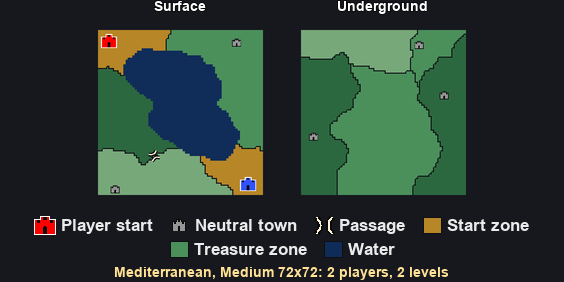 Surface Underground
Player start Neutral town Passage Start zone
Treasure zone Water
Mediterranean, Medium 72x72: 2 players, 2 levels